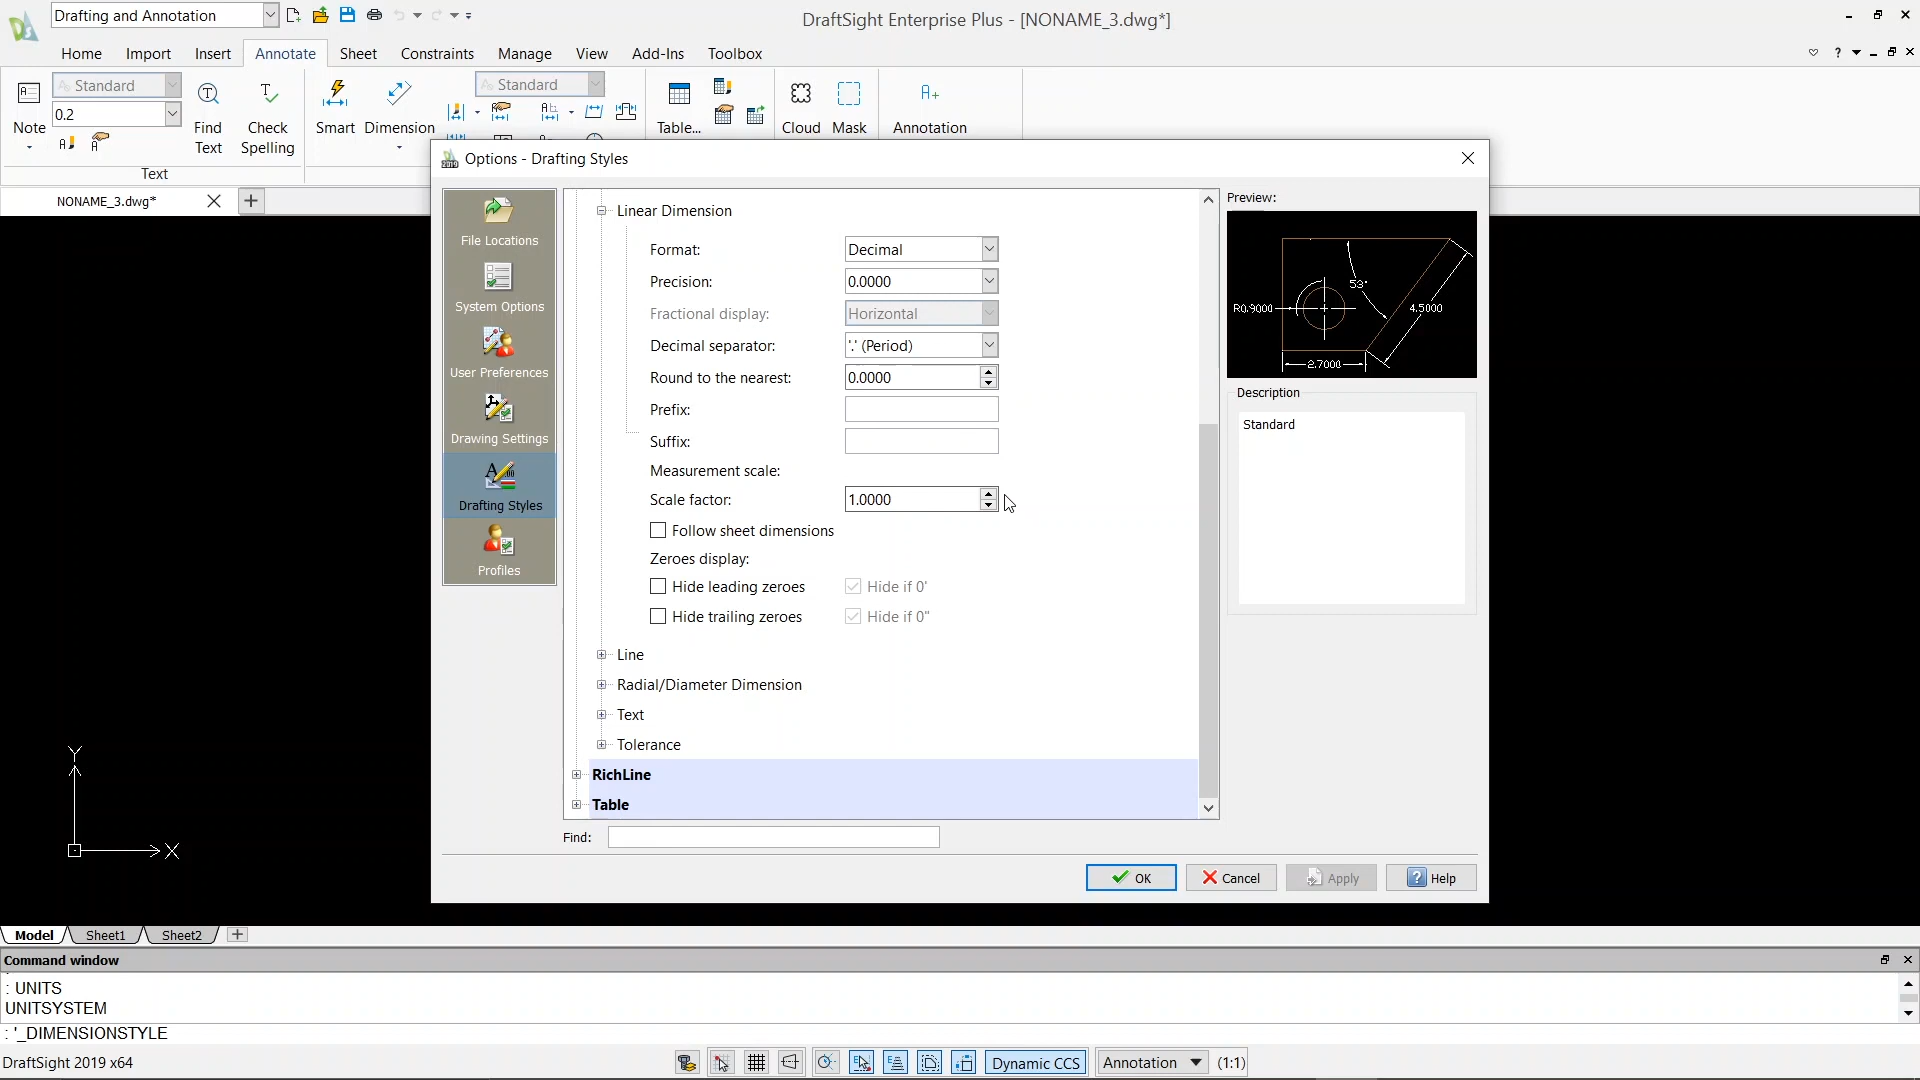 Drafting and Annotation
DraftSight Enterprise Plus - [NONAME_3.dwg*]
Home Import Insert Annotate Sheet Constraints Manage View Add-Ins Toolbox
Standard
0.2
Note
Find Text
Check Spelling
Text
Smart
Dimension
Standard
Table...
Cloud
Mask
Annotation
NONAME_3.dwg*
Options - Drafting Styles
File Locations
System Options
User Preferences
Drawing Settings
Drafting Styles
Profiles
Linear Dimension
Format: Decimal
Precision: 0.0000
Fractional display: Horizontal
Decimal separator: '.' (Period)
Round to the nearest: 0.0000
Prefix:
Suffix:
Measurement scale:
Scale factor: 1.0000
Follow sheet dimensions
Zeroes display:
Hide leading zeroes Hide if 0'
Hide trailing zeroes Hide if 0"
Line
Radial/Diameter Dimension
Text
Tolerance
RichLine
Table
Find:
Preview:
53°
R0.9000
4.5000
2.7000
Description
Standard
OK Cancel Apply Help
Y
X
Model Sheet1 Sheet2
Command window
: UNITS
UNITSYSTEM
: '_DIMENSIONSTYLE
DraftSight 2019 x64
Dynamic CCS
Annotation
(1:1)